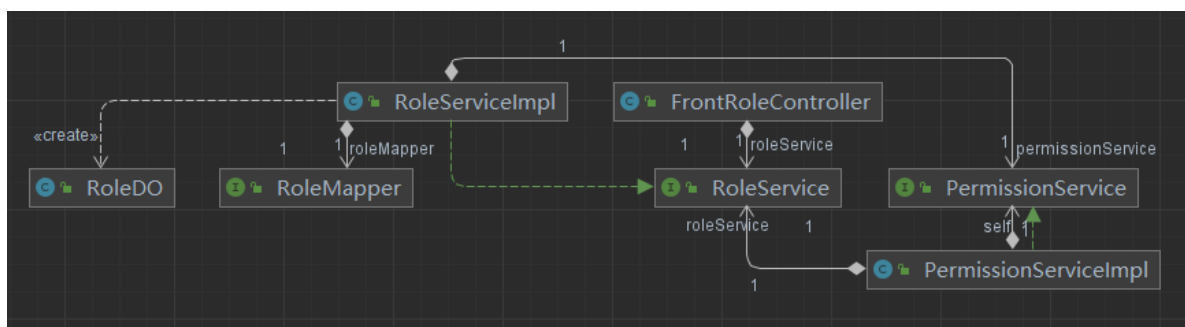 1
C RoleServiceImpl
C FrontRoleController
«create»
1
1 roleMapper
1
1 roleService
1 permissionService
C RoleDO
I RoleMapper
I RoleService
I PermissionService
roleService
1
self
1
C PermissionServiceImpl
1